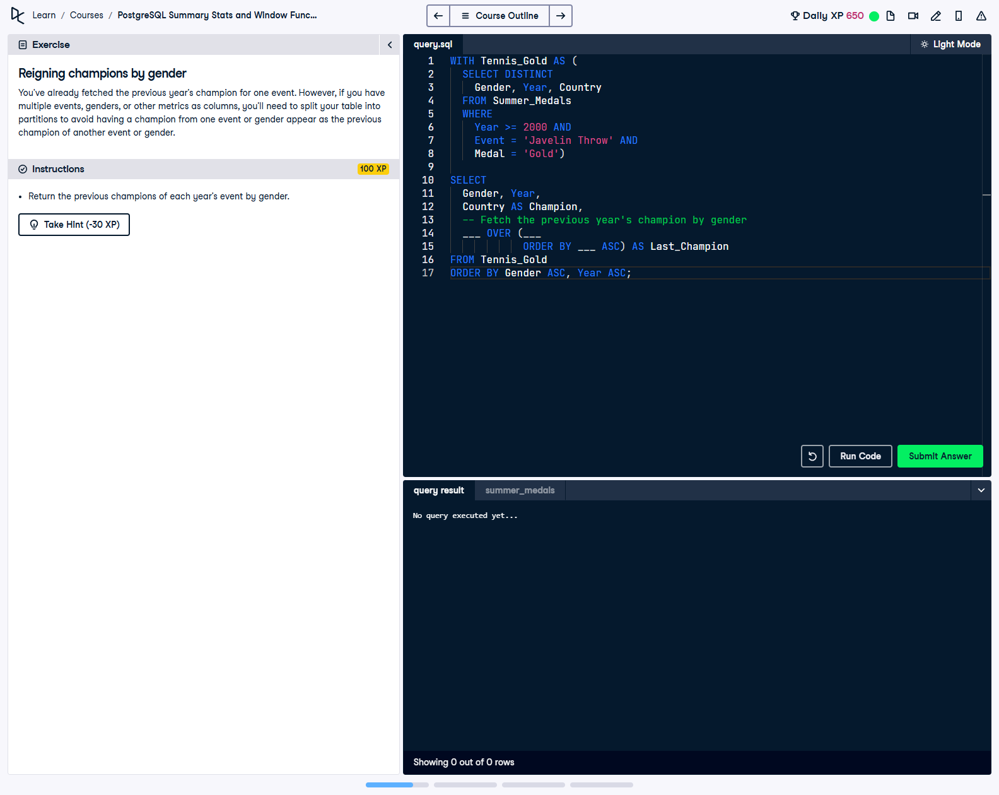 Learn / Courses / PostgreSQL Summary Stats and Window Func...
Course Outline
Daily XP 650
Exercise
Reigning champions by gender
You've already fetched the previous year's champion for one event. However, if you have
multiple events, genders, or other metrics as columns, you'll need to split your table into
partitions to avoid having a champion from one event or gender appear as the previous
champion of another event or gender.
Instructions
100 XP
• Return the previous champions of each year's event by gender.
Take Hint (-30 XP)
query.sql
Light Mode
1 WITH Tennis_Gold AS (
2 SELECT DISTINCT
3 Gender, Year, Country
4 FROM Summer_Medals
5 WHERE
6 Year >= 2000 AND
7 Event = 'Javelin Throw' AND
8 Medal = 'Gold')
9
10 SELECT
11 Gender, Year,
12 Country AS Champion,
13 -- Fetch the previous year's champion by gender
14 ___ OVER (___
15 ORDER BY ___ ASC) AS Last_Champion
16 FROM Tennis_Gold
17 ORDER BY Gender ASC, Year ASC;
Run Code
Submit Answer
query result
summer_medals
No query executed yet...
Showing 0 out of 0 rows